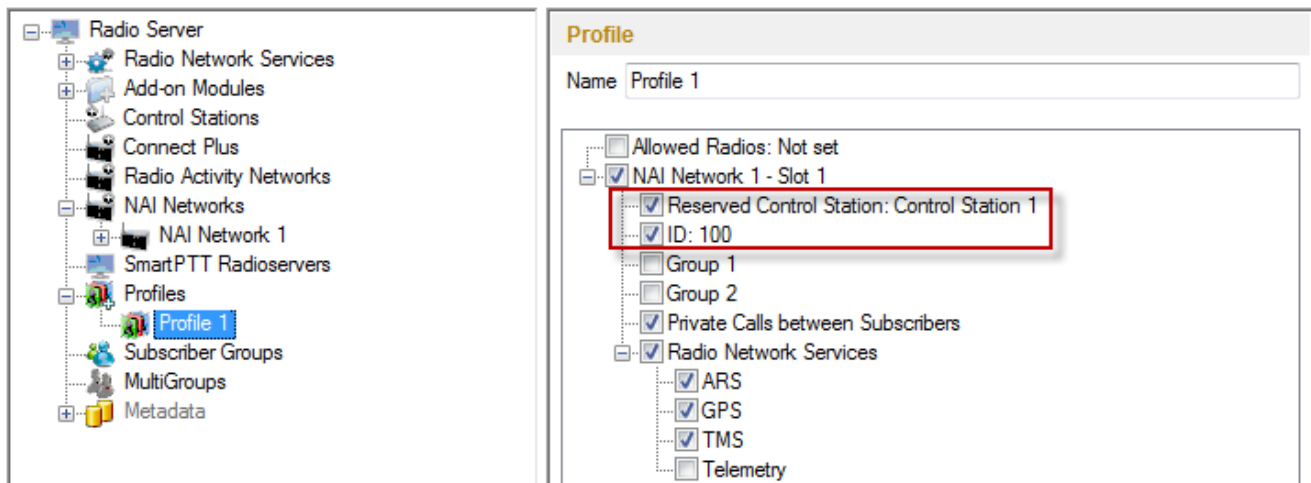 Radio Server
Radio Network Services
Add-on Modules
Control Stations
Connect Plus
Radio Activity Networks
NAI Networks
NAI Network 1
SmartPTT Radioservers
Profiles
Profile 1
Subscriber Groups
MultiGroups
Metadata
Profile
Name Profile 1
Allowed Radios: Not set
NAI Network 1 - Slot 1
Reserved Control Station: Control Station 1
ID: 100
Group 1
Group 2
Private Calls between Subscribers
Radio Network Services
ARS
GPS
TMS
Telemetry